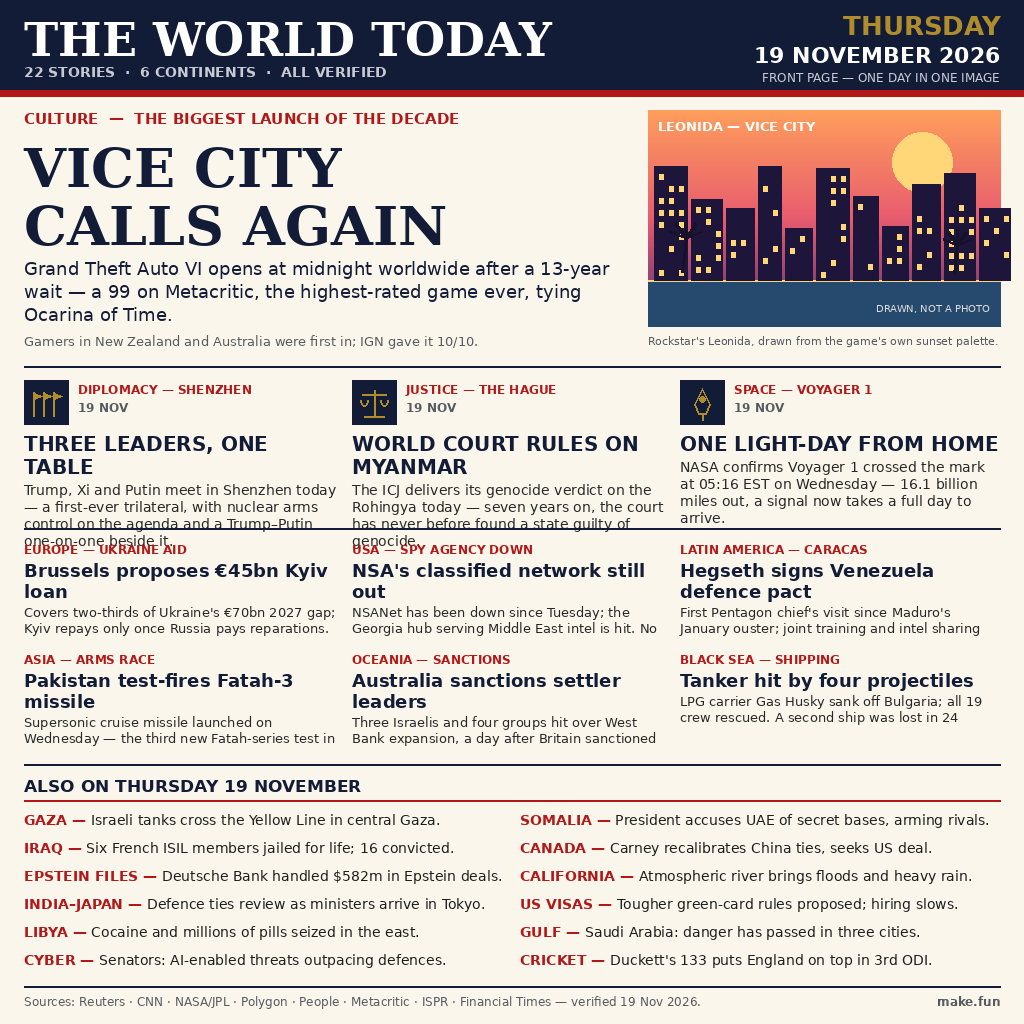 THE WORLD TODAY
22 STORIES · 6 CONTINENTS · ALL VERIFIED
THURSDAY
19 NOVEMBER 2026
FRONT PAGE — ONE DAY IN ONE IMAGE
CULTURE — THE BIGGEST LAUNCH OF THE DECADE
VICE CITY
CALLS AGAIN
Grand Theft Auto VI opens at midnight worldwide after a 13-year
wait — a 99 on Metacritic, the highest-rated game ever, tying
Ocarina of Time.
Gamers in New Zealand and Australia were first in; IGN gave it 10/10.
LEONIDA — VICE CITY
DRAWN, NOT A PHOTO
Rockstar's Leonida, drawn from the game's own sunset palette.
DIPLOMACY — SHENZHEN
19 NOV
THREE LEADERS, ONE
TABLE
Trump, Xi and Putin meet in Shenzhen today
— a first-ever trilateral, with nuclear arms
control on the agenda and a Trump–Putin
one-on-one beside it.
JUSTICE — THE HAGUE
19 NOV
WORLD COURT RULES ON
MYANMAR
The ICJ delivers its genocide verdict on the
Rohingya today — seven years on, the court
has never before found a state guilty of
genocide.
SPACE — VOYAGER 1
19 NOV
ONE LIGHT-DAY FROM HOME
NASA confirms Voyager 1 crossed the mark
at 05:16 EST on Wednesday — 16.1 billion
miles out, a signal now takes a full day to
arrive.
EUROPE — UKRAINE AID
Brussels proposes €45bn Kyiv
loan
Covers two-thirds of Ukraine's €70bn 2027 gap;
Kyiv repays only once Russia pays reparations.
USA — SPY AGENCY DOWN
NSA's classified network still
out
NSANet has been down since Tuesday; the
Georgia hub serving Middle East intel is hit. No
LATIN AMERICA — CARACAS
Hegseth signs Venezuela
defence pact
First Pentagon chief's visit since Maduro's
January ouster; joint training and intel sharing
ASIA — ARMS RACE
Pakistan test-fires Fatah-3
missile
Supersonic cruise missile launched on
Wednesday — the third new Fatah-series test in
OCEANIA — SANCTIONS
Australia sanctions settler
leaders
Three Israelis and four groups hit over West
Bank expansion, a day after Britain sanctioned
BLACK SEA — SHIPPING
Tanker hit by four projectiles
LPG carrier Gas Husky sank off Bulgaria; all 19
crew rescued. A second ship was lost in 24
ALSO ON THURSDAY 19 NOVEMBER
GAZA — Israeli tanks cross the Yellow Line in central Gaza.
IRAQ — Six French ISIL members jailed for life; 16 convicted.
EPSTEIN FILES — Deutsche Bank handled $582m in Epstein deals.
INDIA–JAPAN — Defence ties review as ministers arrive in Tokyo.
LIBYA — Cocaine and millions of pills seized in the east.
CYBER — Senators: AI-enabled threats outpacing defences.
SOMALIA — President accuses UAE of secret bases, arming rivals.
CANADA — Carney recalibrates China ties, seeks US deal.
CALIFORNIA — Atmospheric river brings floods and heavy rain.
US VISAS — Tougher green-card rules proposed; hiring slows.
GULF — Saudi Arabia: danger has passed in three cities.
CRICKET — Duckett's 133 puts England on top in 3rd ODI.
Sources: Reuters · CNN · NASA/JPL · Polygon · People · Metacritic · ISPR · Financial Times — verified 19 Nov 2026.
make.fun